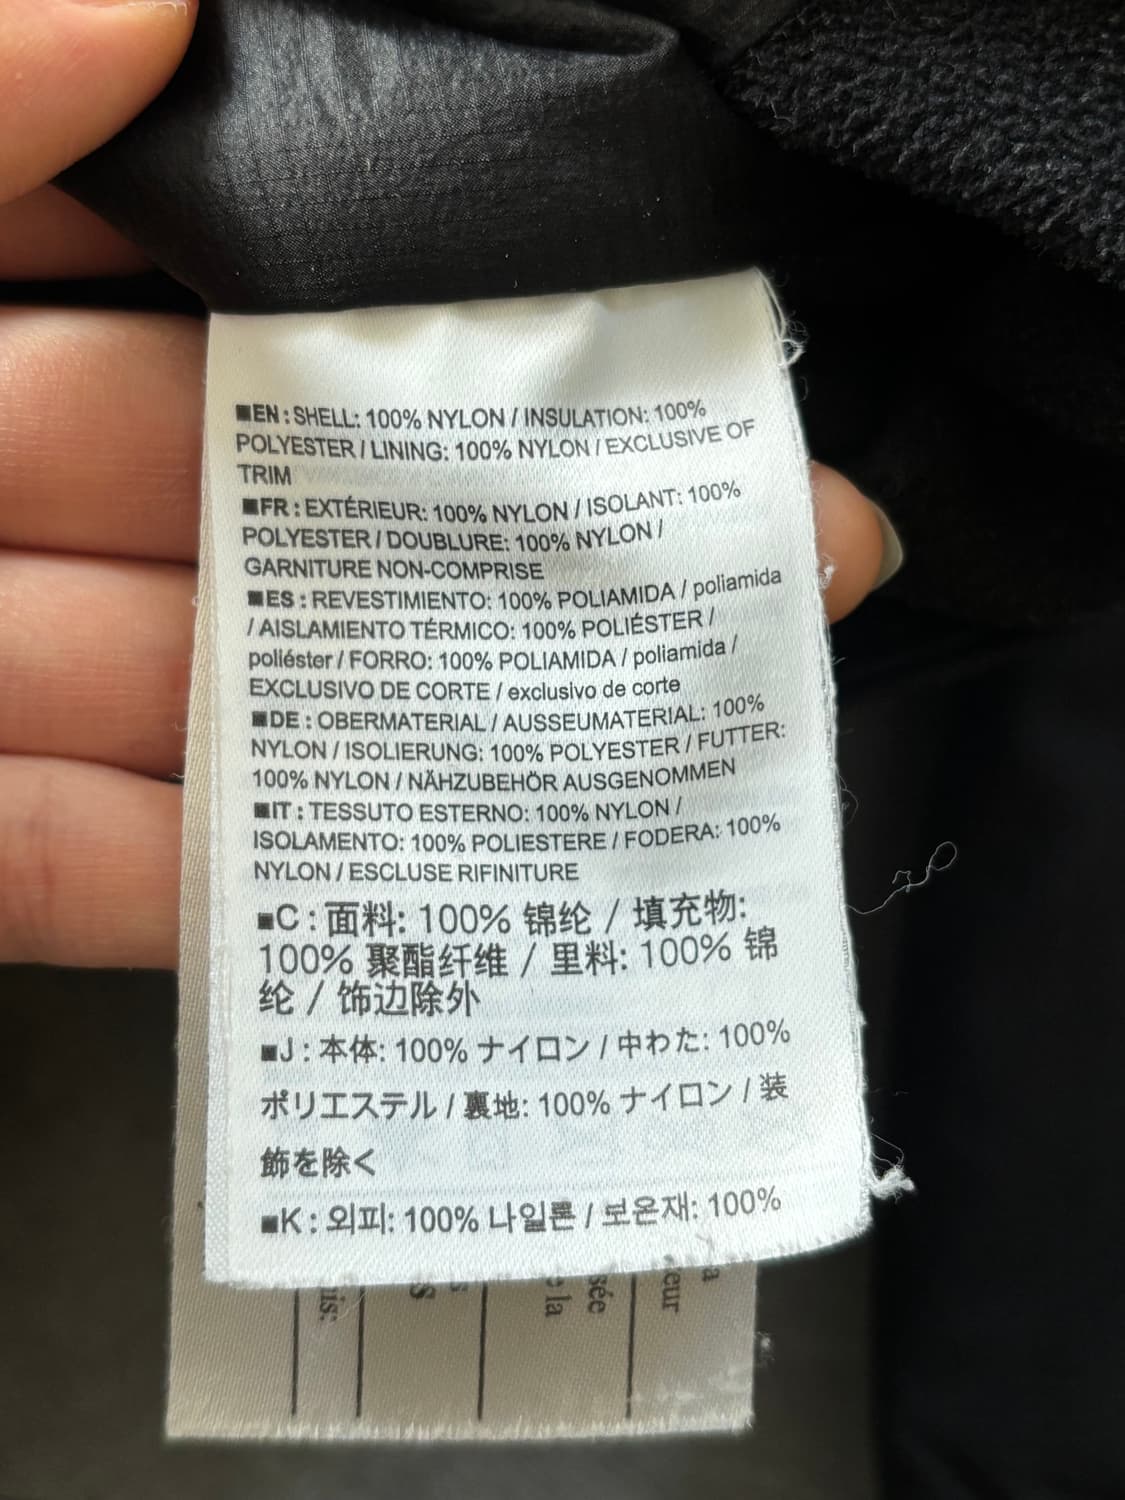 ■EN : SHELL: 100% NYLON / INSULATION: 100%
POLYESTER / LINING: 100% NYLON / EXCLUSIVE OF
TRIM
■FR : EXTÉRIEUR: 100% NYLON / ISOLANT: 100%
POLYESTER / DOUBLURE: 100% NYLON /
GARNITURE NON-COMPRISE
■ES : REVESTIMIENTO: 100% POLIAMIDA / poliamida
/ AISLAMIENTO TÉRMICO: 100% POLIÉSTER /
poliéster / FORRO: 100% POLIAMIDA / poliamida /
EXCLUSIVO DE CORTE / exclusivo de corte
■DE : OBERMATERIAL / AUSSEUMATERIAL: 100%
NYLON / ISOLIERUNG: 100% POLYESTER / FUTTER:
100% NYLON / NÄHZUBEHÖR AUSGENOMMEN
■IT : TESSUTO ESTERNO: 100% NYLON /
ISOLAMENTO: 100% POLIESTERE / FODERA: 100%
NYLON / ESCLUSE RIFINITURE
■C : 面料: 100% 锦纶 / 填充物:
100% 聚酯纤维 / 里料: 100% 锦
纶 / 饰边除外
■J : 本体: 100% ナイロン / 中わた: 100%
ポリエステル / 裏地: 100% ナイロン / 装
飾を除く
■K : 외피: 100% 나일론 / 보온재: 100%
la